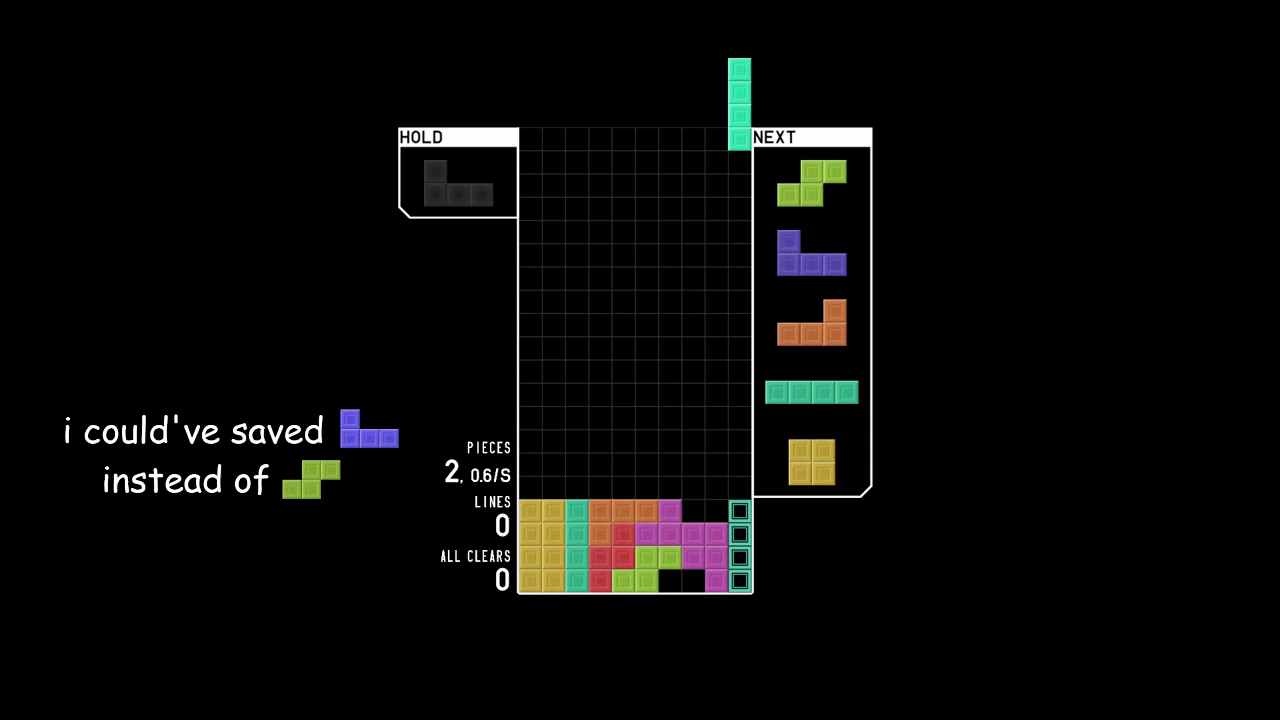 HOLD
NEXT
i could've saved
instead of
PIECES
2, 0.6/S
LINES
0
ALL CLEARS
0